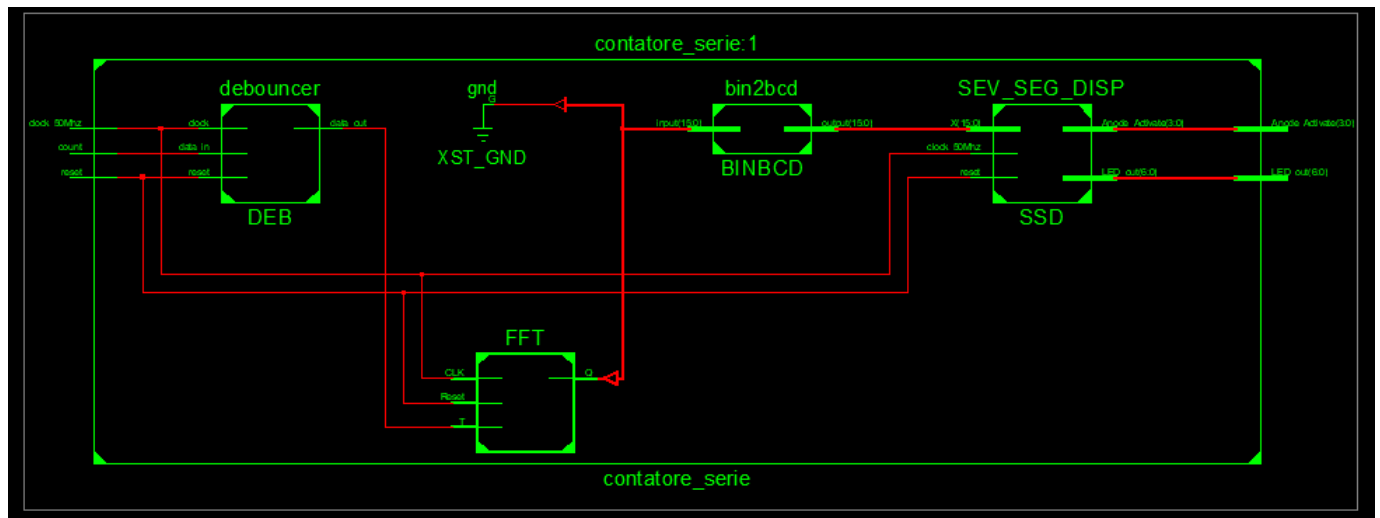 contatore_serie:1
debouncer
gnd
bin2bcd
SEV_SEG_DISP
G
clock_50Mhz
clock
data_out
input(15:0)
output(15:0)
X(15:0)
Anode_Activate(3:0)
Anode_Activate(3:0)
count
data_in
clock_50Mhz
XST_GND
BINBCD
reset
reset
reset
LED_out(6:0)
LED_out(6:0)
DEB
SSD
FFT
CLK
Q
Reset
T
contatore_serie